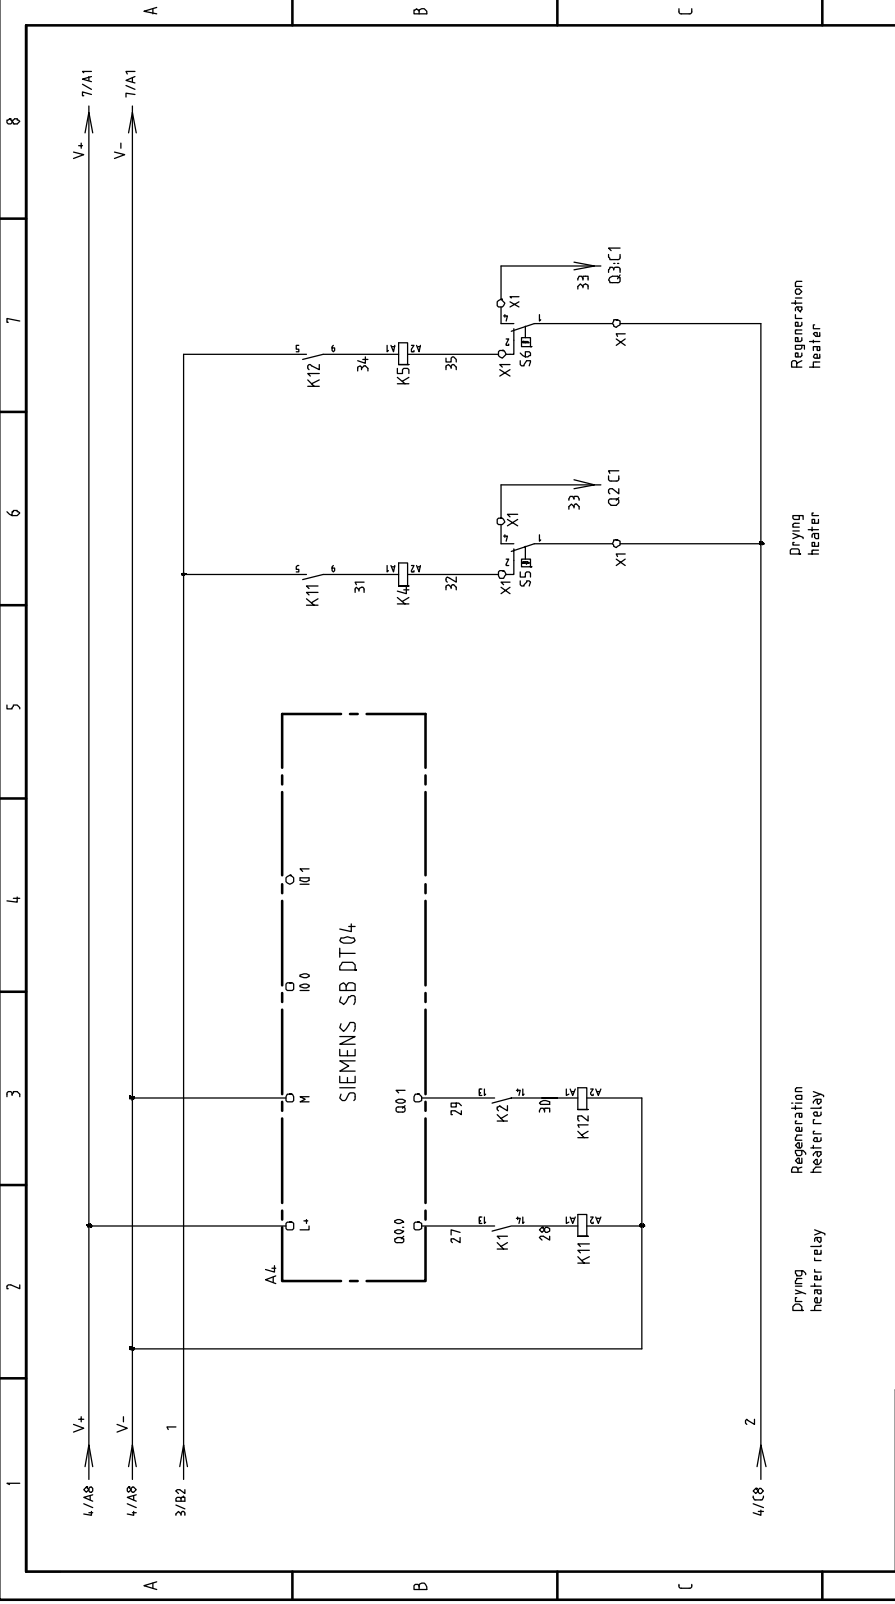 1
2
3
4
5
6
7
8
A
B
C
A
B
C
4/A8
V+
V+
7/A1
4/A8
V-
V-
7/A1
3/B2
1
A4
L+
M
I0.0
I0.1
SIEMENS SB DT04
Q0.0
Q0.1
27
29
K1
13
14
K2
13
14
28
30
K11
A1
A2
K12
A1
A2
K11
5
9
K12
5
9
31
34
K4
A1
A2
K5
A1
A2
32
35
X1
2
4
X1
S5
1
X1
2
4
X1
S6
1
33
Q2 C1
33
Q3:C1
X1
X1
4/C8
2
Drying
heater relay
Regeneration
heater relay
Drying
heater
Regeneration
heater